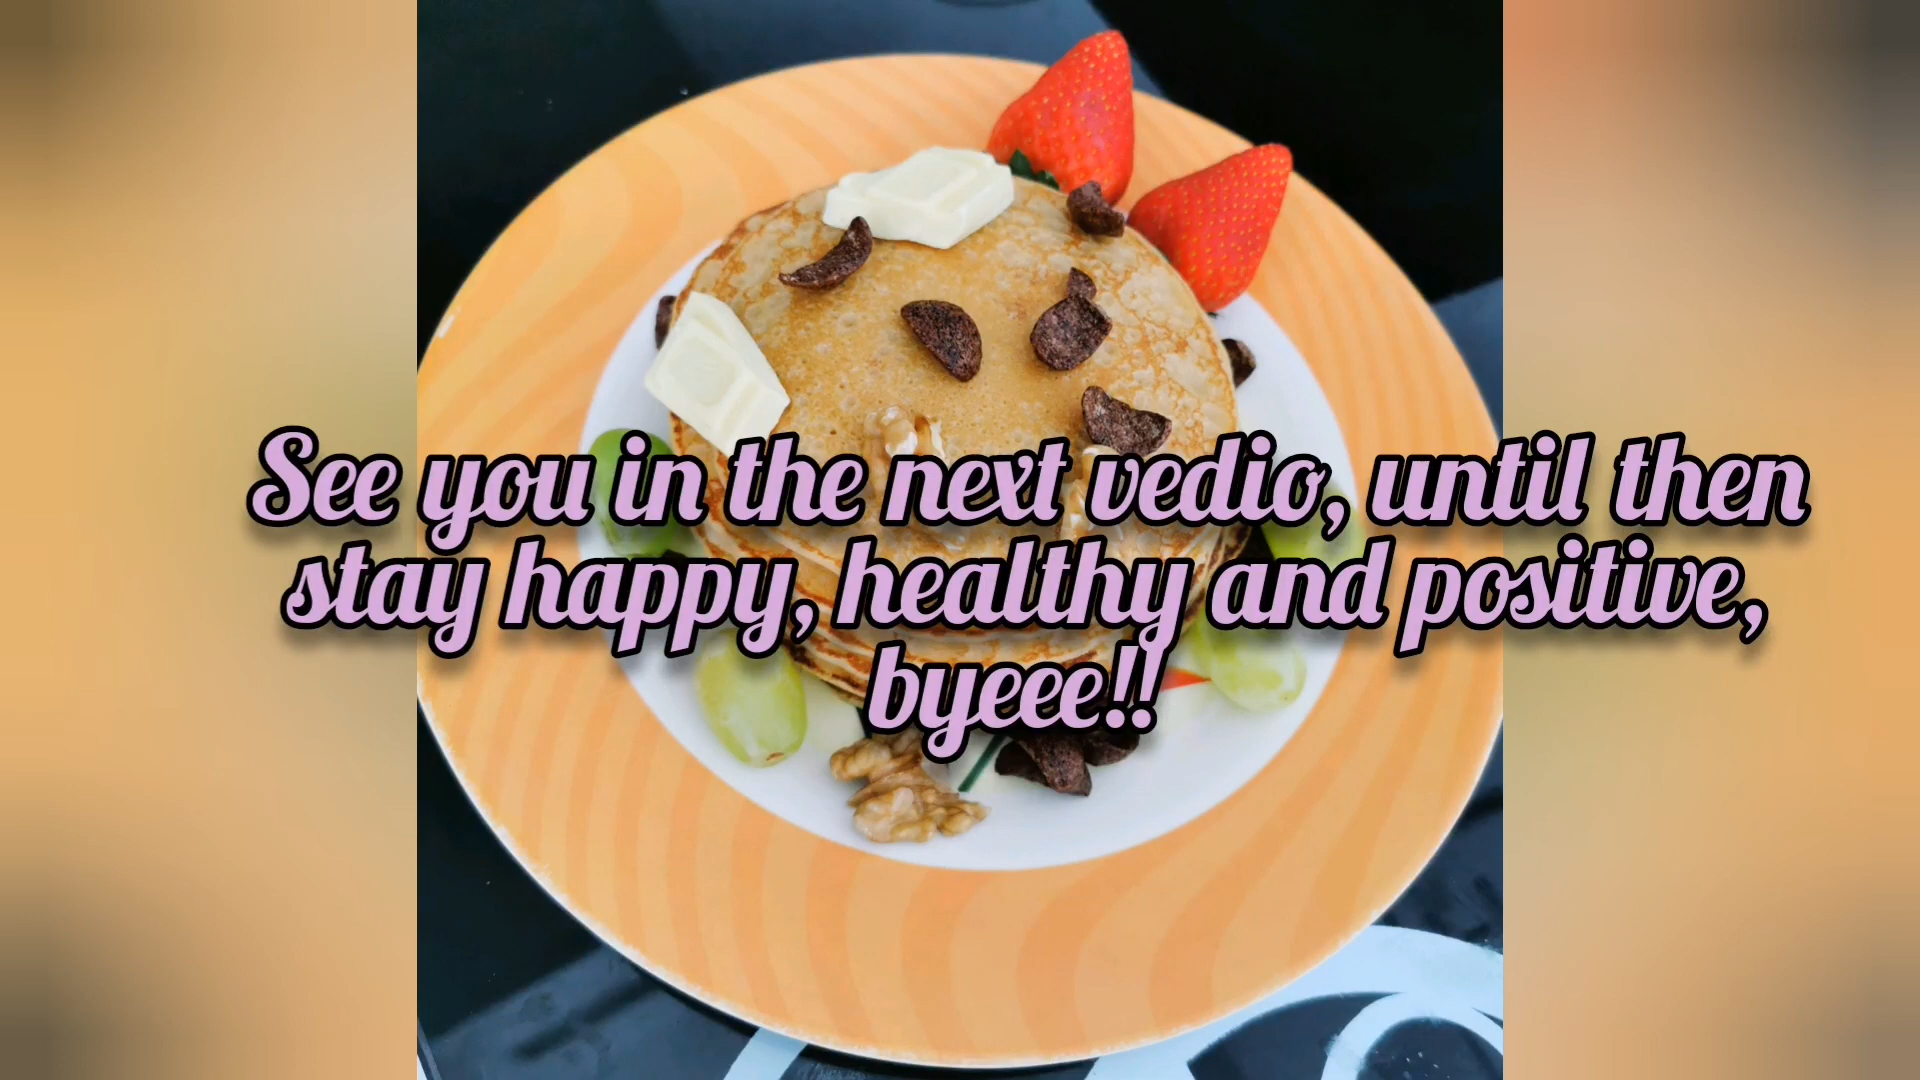 See you in the next vedio, until then
stay happy, healthy and positive,
byeee!!